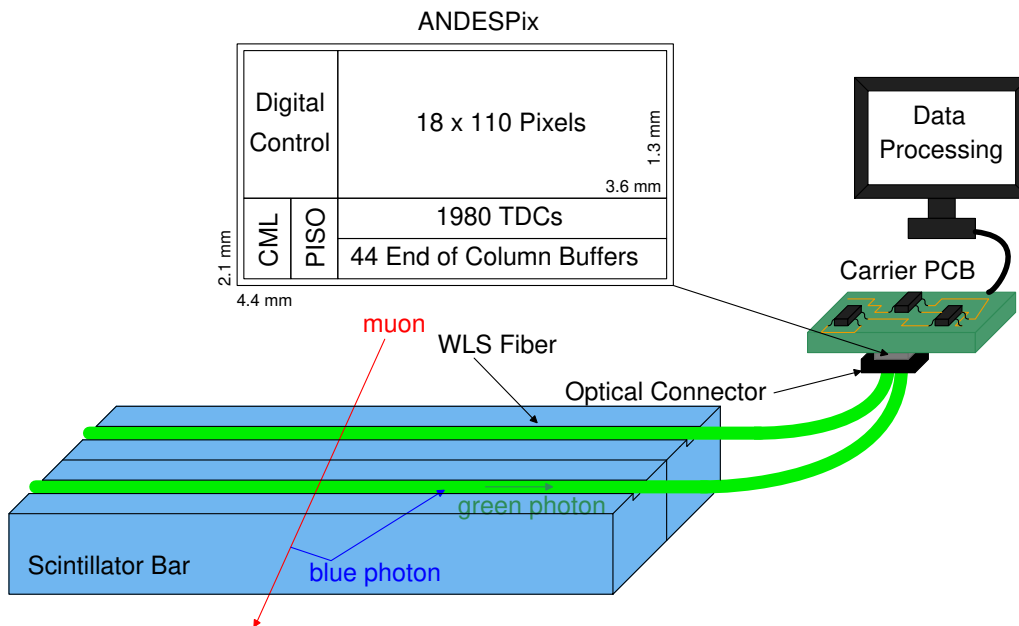 ANDESPix
Digital
Control
18 x 110 Pixels
1.3 mm
3.6 mm
CML
PISO
1980 TDCs
44 End of Column Buffers
2.1 mm
4.4 mm
Data
Processing
Carrier PCB
muon
WLS Fiber
Optical Connector
green photon
Scintillator Bar
blue photon